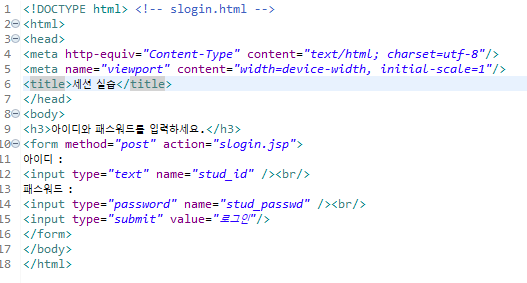 1 <!DOCTYPE html> <!-- slogin.html -->
2 <html>
3 <head>
4 <meta http-equiv="Content-Type" content="text/html; charset=utf-8"/>
5 <meta name="viewport" content="width=device-width, initial-scale=1"/>
6 <title>세션 실습</title>
7 </head>
8 <body>
9 <h3>아이디와 패스워드를 입력하세요.</h3>
10 <form method="post" action="slogin.jsp">
11 아이디 :
12 <input type="text" name="stud_id" /><br/>
13 패스워드 :
14 <input type="password" name="stud_passwd" /><br/>
15 <input type="submit" value="로그인"/>
16 </form>
17 </body>
18 </html>